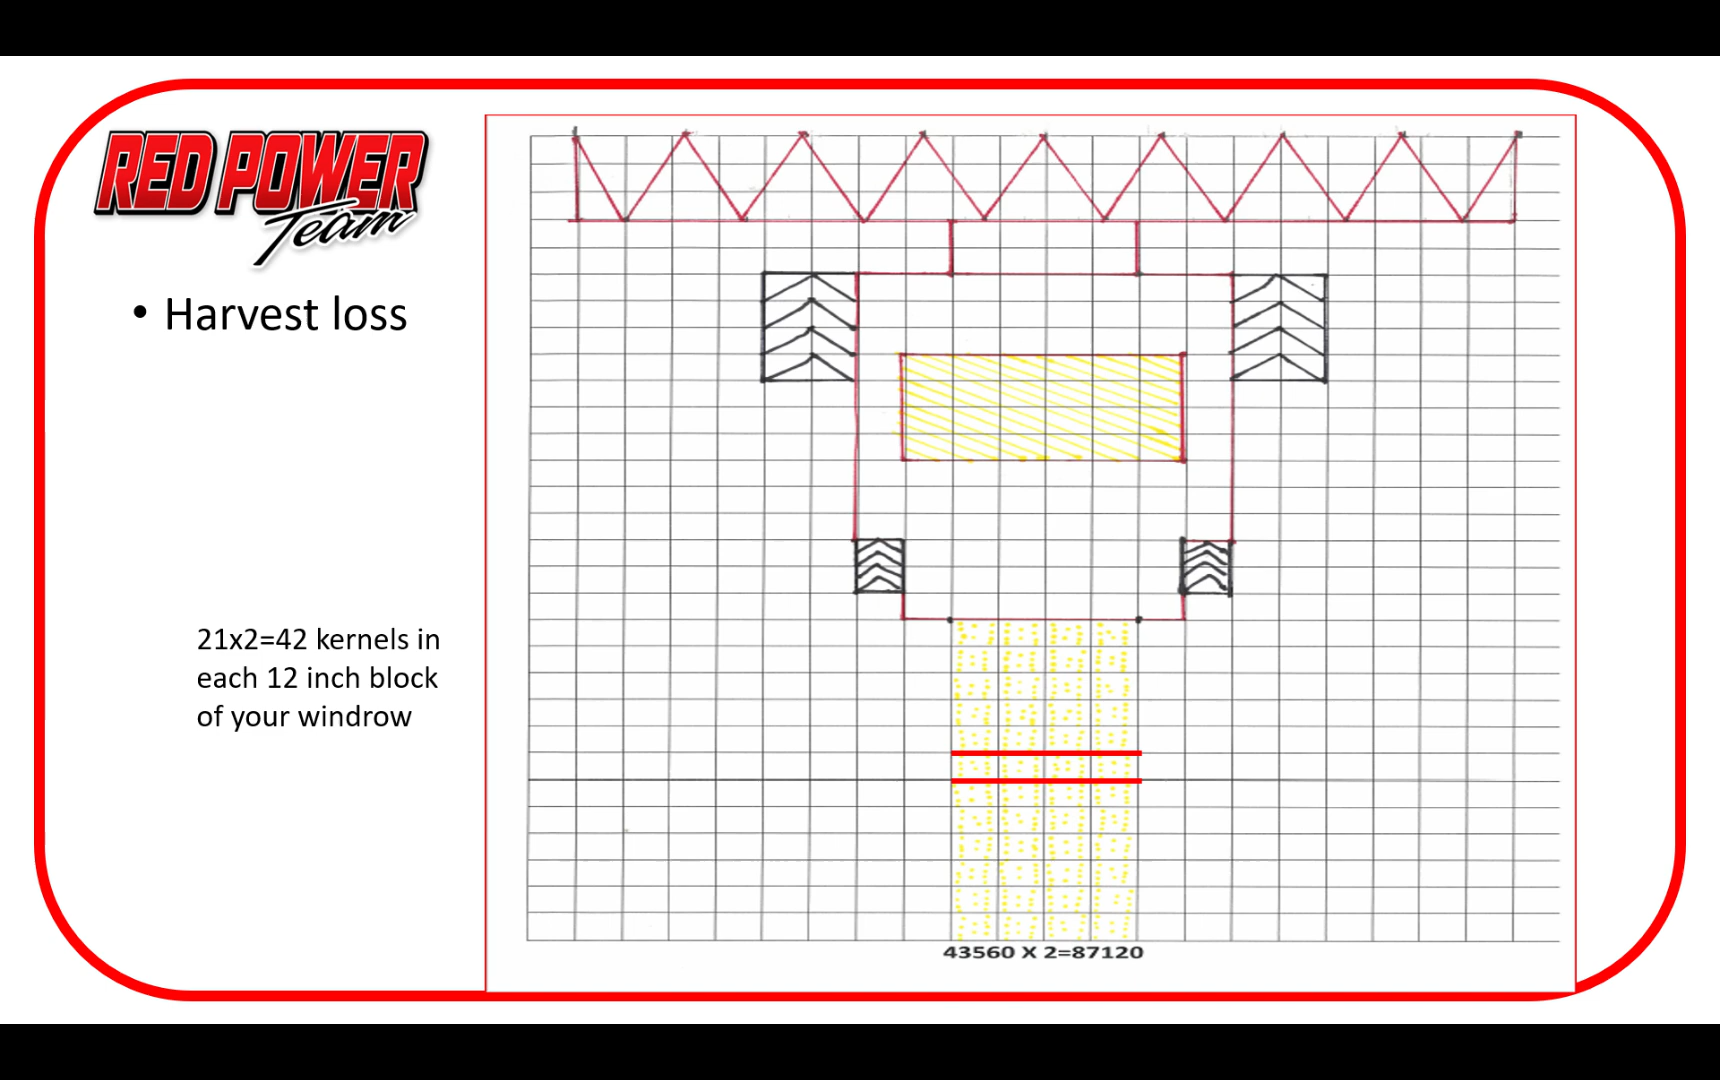 RED POWER
Team
• Harvest loss
21x2=42 kernels in
each 12 inch block
of your windrow
43560 X 2=87120